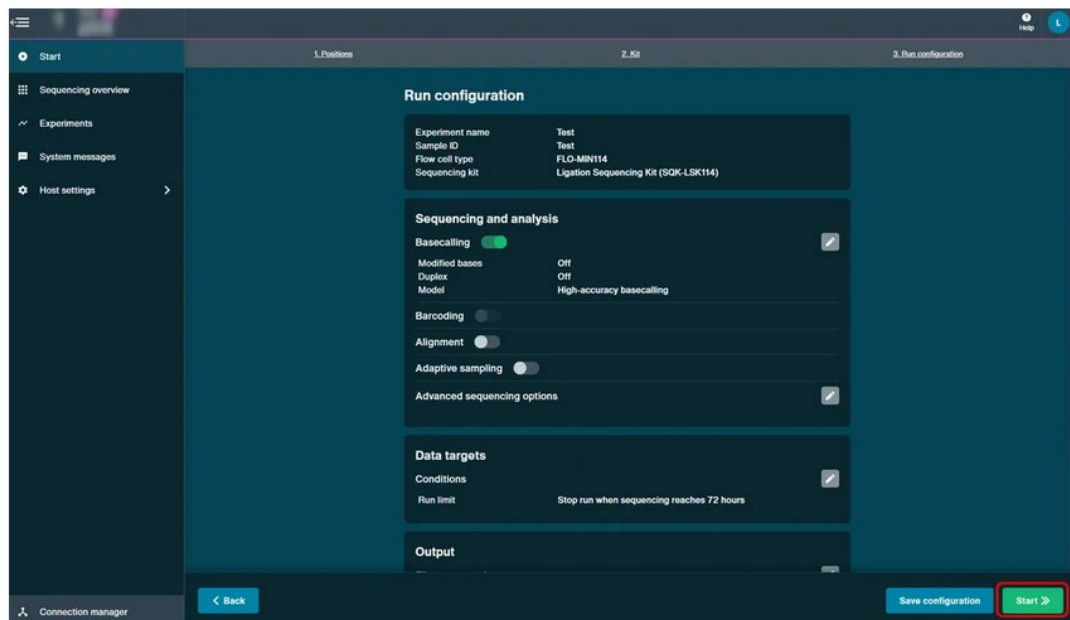 Help
L
Start
Sequencing overview
Experiments
System messages
Host settings
Connection manager
1. Positions
2. Kit
3. Run configuration
Run configuration
Experiment name Test
Sample ID Test
Flow cell type FLO-MIN114
Sequencing kit Ligation Sequencing Kit (SQK-LSK114)
Sequencing and analysis
Basecalling
Modified bases Off
Duplex Off
Model High-accuracy basecalling
Barcoding
Alignment
Adaptive sampling
Advanced sequencing options
Data targets
Conditions
Run limit Stop run when sequencing reaches 72 hours
Output
Back
Save configuration
Start